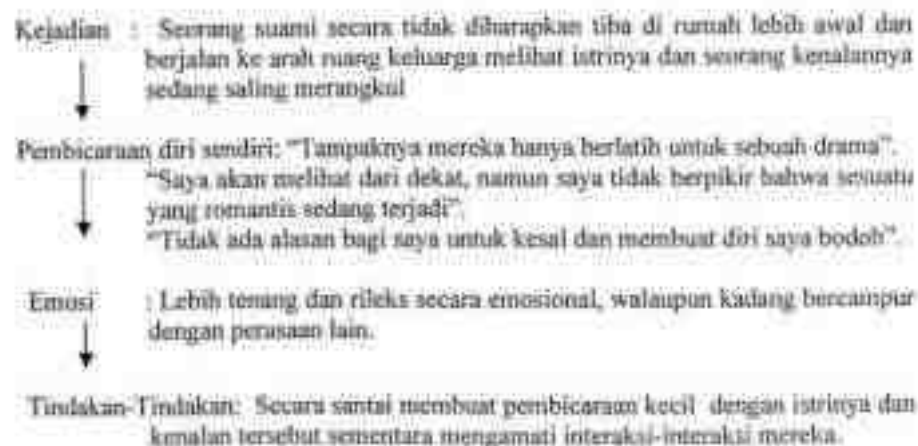 Kejadian : Seorang suami secara tidak diharapkan tiba di rumah lebih awal dan
berjalan ke arah ruang keluarga melihat istrinya dan seorang kenalannya
sedang saling merangkul
Pembicaraan diri sendiri: “Tampaknya mereka hanya berlatih untuk sebuah drama”.
“Saya akan melihat dari dekat, namun saya tidak berpikir bahwa sesuatu
yang romantis sedang terjadi”.
“Tidak ada alasan bagi saya untuk kesal dan membuat diri saya bodoh”.
Emosi : Lebih tenang dan rileks secara emosional, walaupun kadang bercampur
dengan perasaan lain.
Tindakan-Tindakan: Secara santai membuat pembicaraan kecil dengan istrinya dan
kenalan tersebut sementara mengamati interaksi-interaksi mereka.